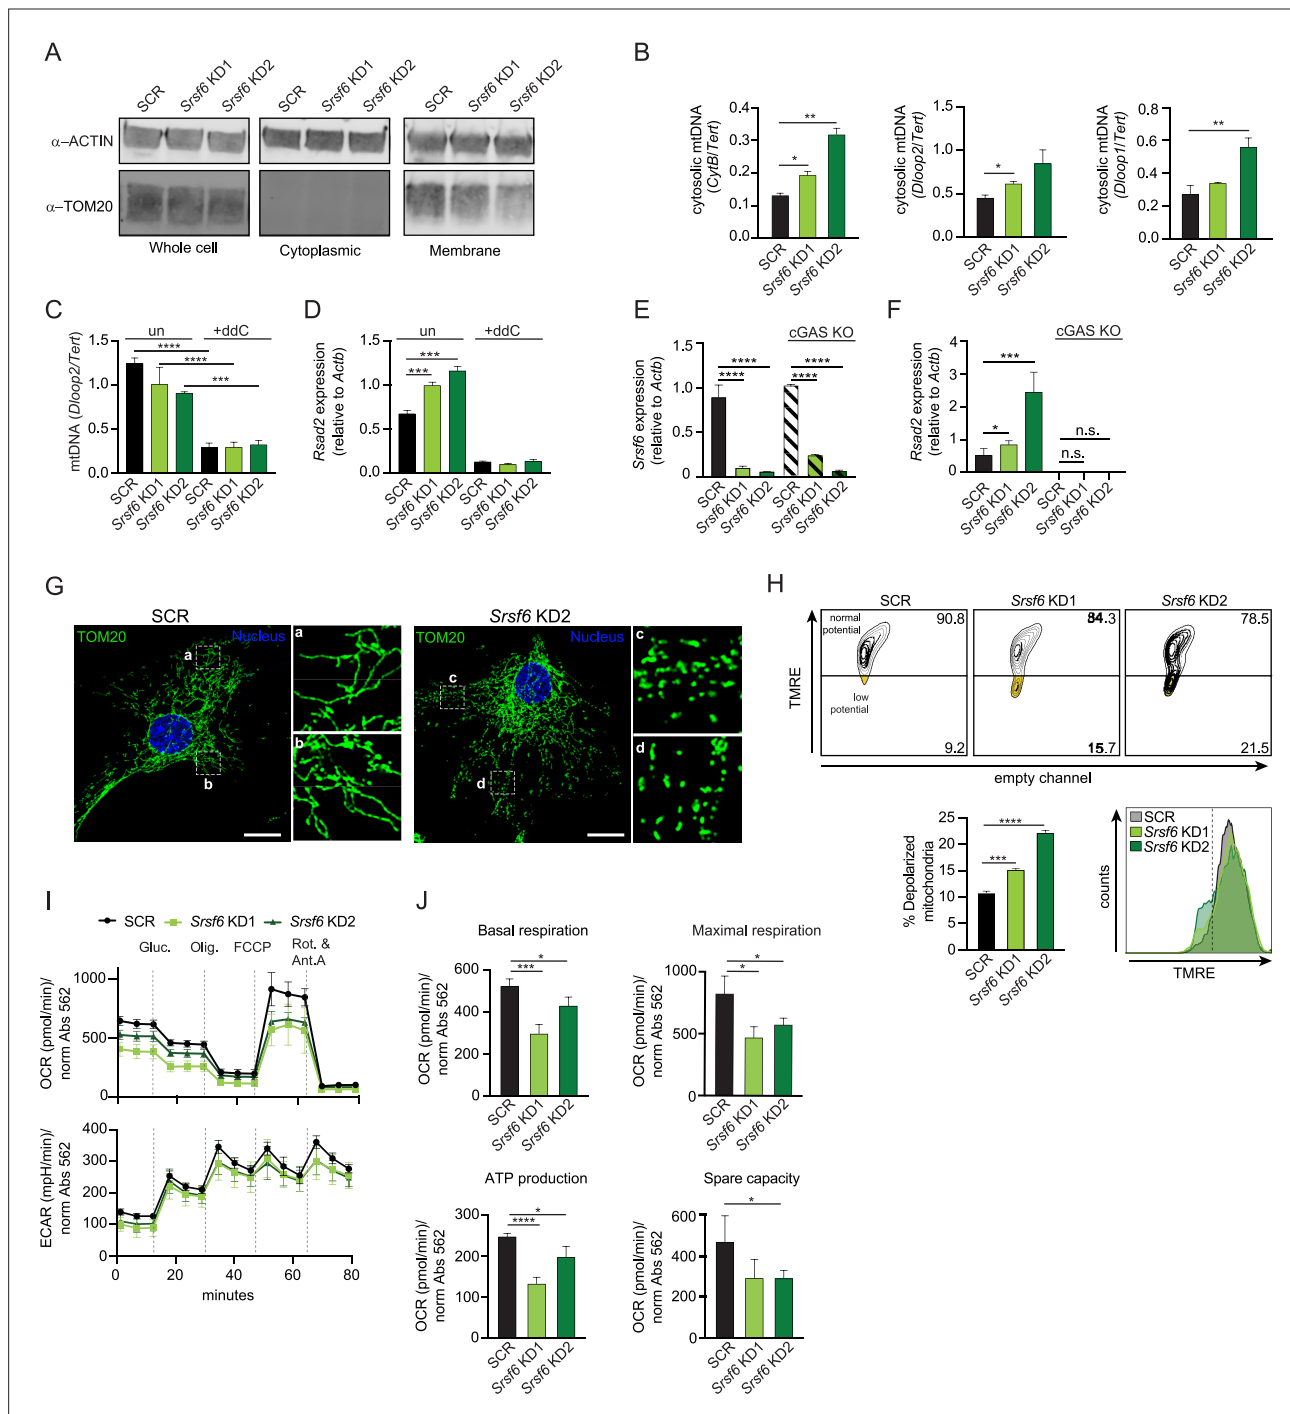 A
SCR
Srsf6 KD1
Srsf6 KD2
SCR
Srsf6 KD1
Srsf6 KD2
SCR
Srsf6 KD1
Srsf6 KD2
α–ACTIN
α–TOM20
Whole cell
Cytoplasmic
Membrane
B
cytosolic mtDNA
(CytB/Tert)
0.4
0.3
0.2
0.1
0.0
*
**
SCR
Srsf6 KD1
Srsf6 KD2
cytosolic mtDNA
(Dloop2/Tert)
1.5
1.0
0.5
0.0
*
SCR
Srsf6 KD1
Srsf6 KD2
cytosolic mtDNA
(Dloop1/Tert)
0.8
0.6
0.4
0.2
0.0
**
SCR
Srsf6 KD1
Srsf6 KD2
C
un
+ddC
mtDNA (Dloop2/Tert)
1.5
1.0
0.5
0.0
****
****
***
SCR
Srsf6 KD1
Srsf6 KD2
SCR
Srsf6 KD1
Srsf6 KD2
D
un
+ddC
Rsad2 expression
(relative to Actb)
1.5
1.0
0.5
0.0
***
***
SCR
Srsf6 KD1
Srsf6 KD2
SCR
Srsf6 KD1
Srsf6 KD2
E
cGAS KO
Srsf6 expression
(relative to Actb)
1.5
1.0
0.5
0
****
****
****
****
SCR
Srsf6 KD1
Srsf6 KD2
SCR
Srsf6 KD1
Srsf6 KD2
F
cGAS KO
Rsad2 expression
(relative to Actb)
4
3
2
1
0
***
*
n.s.
n.s.
SCR
Srsf6 KD1
Srsf6 KD2
SCR
Srsf6 KD1
Srsf6 KD2
G
SCR
Srsf6 KD2
TOM20
Nucleus
a
b
a
b
TOM20
Nucleus
c
d
c
d
H
SCR
Srsf6 KD1
Srsf6 KD2
TMRE
normal
potential
low
potential
90.8
9.2
84.3
15.7
78.5
21.5
empty channel
% Depolarized
mitochondria
25
20
15
10
5
0
****
***
SCR
Srsf6 KD1
Srsf6 KD2
SCR
Srsf6 KD1
Srsf6 KD2
counts
TMRE
I
SCR
Srsf6 KD1
Srsf6 KD2
Gluc.
Olig.
FCCP
Rot. &
Ant.A
OCR (pmol/min)/
norm Abs 562
1000
500
0
0
20
40
60
80
ECAR (mpH/min)/
norm Abs 562
400
300
200
100
0
0
20
40
60
80
minutes
J
Basal respiration
OCR (pmol/min)/
norm Abs 562
600
400
200
0
*
***
SCR
Srsf6 KD1
Srsf6 KD2
Maximal respiration
OCR (pmol/min)/
norm Abs 562
1000
500
0
*
*
SCR
Srsf6 KD1
Srsf6 KD2
ATP production
OCR (pmol/min)/
norm Abs 562
300
200
100
0
*
****
SCR
Srsf6 KD1
Srsf6 KD2
Spare capacity
OCR (pmol/min)/
norm Abs 562
600
400
200
0
*
SCR
Srsf6 KD1
Srsf6 KD2